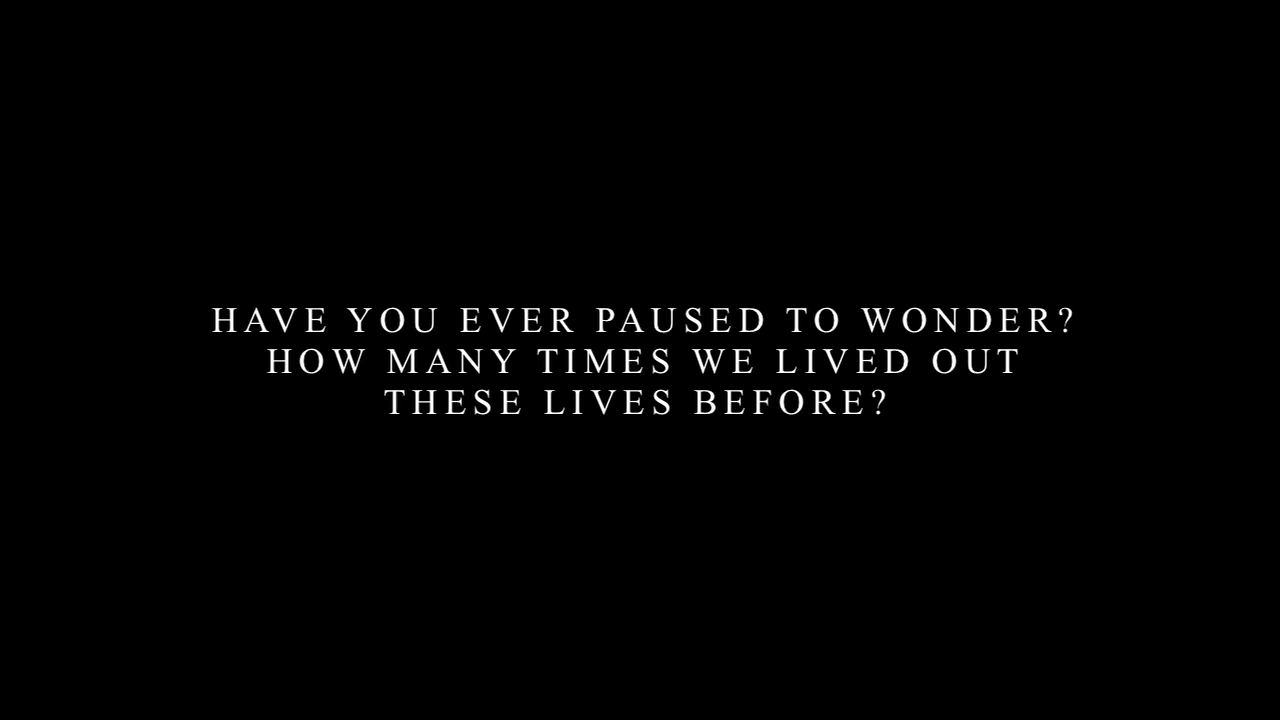 HAVE YOU EVER PAUSED TO WONDER?
HOW MANY TIMES WE LIVED OUT
THESE LIVES BEFORE?